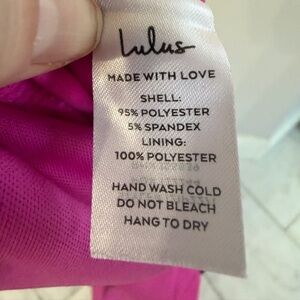 Lulus
MADE WITH LOVE
SHELL:
95% POLYESTER
5% SPANDEX
LINING:
100% POLYESTER
HAND WASH COLD
DO NOT BLEACH
HANG TO DRY